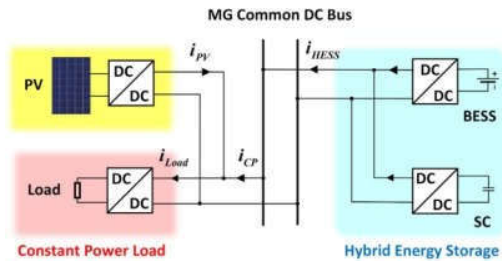 MG Common DC Bus
i_PV
i_HESS
PV
DC
DC
DC
DC
BESS
i_Load
i_CP
Load
DC
DC
DC
DC
SC
Constant Power Load
Hybrid Energy Storage